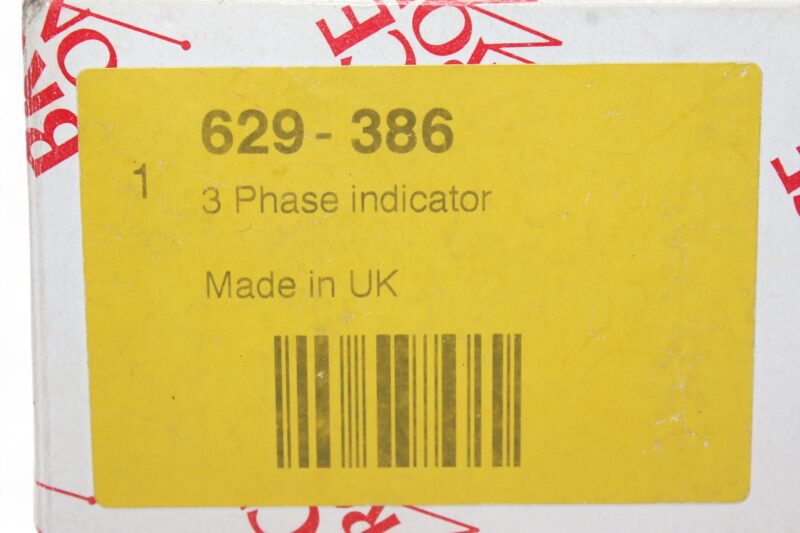 629 - 386
1
3 Phase indicator
Made in UK